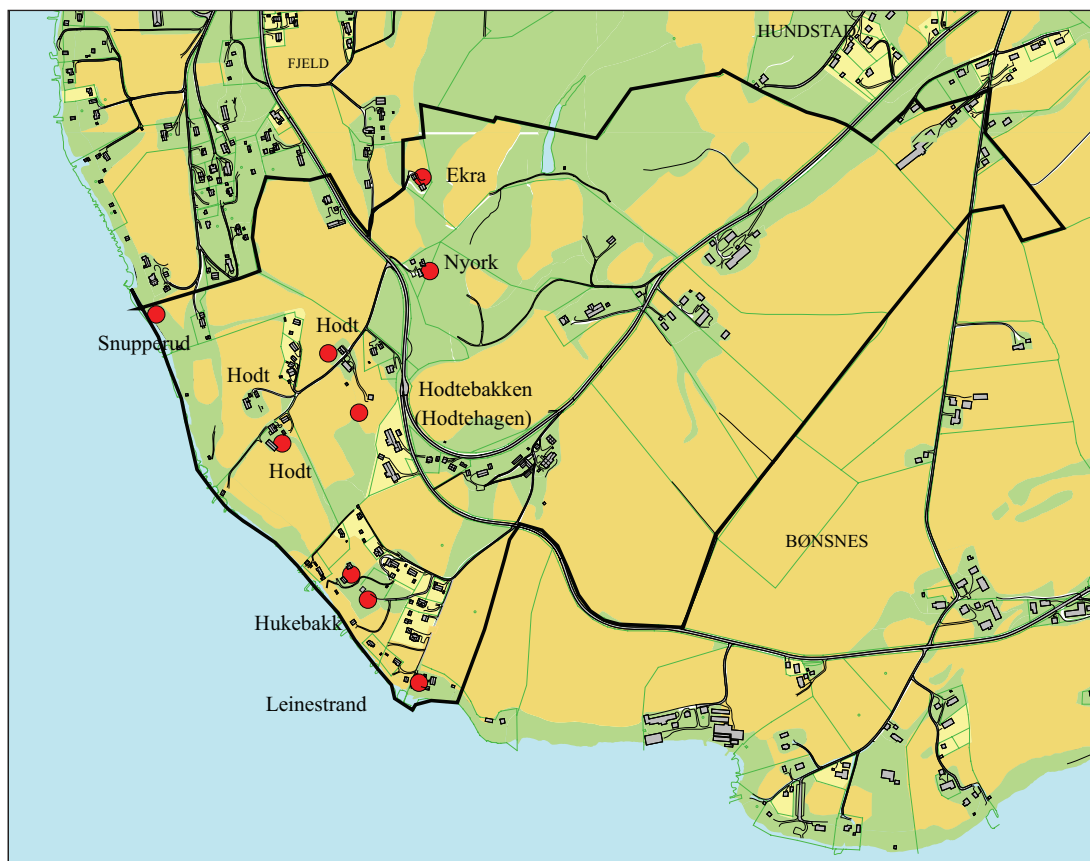 HUNDSTAD
FJELD
Ekra
Nyork
Snupperud
Hodt
Hodt
Hodtebakken
(Hodtehagen)
Hodt
BØNSNES
Hukebakk
Leinestrand